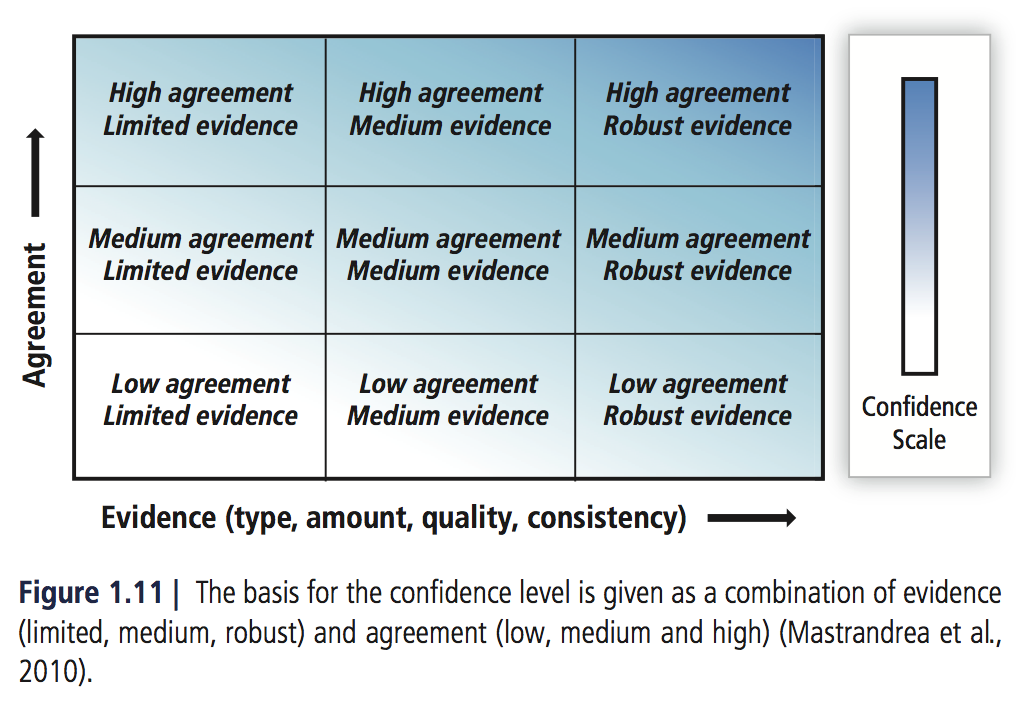 High agreement
Limited evidence
High agreement
Medium evidence
High agreement
Robust evidence
Medium agreement
Limited evidence
Medium agreement
Medium evidence
Medium agreement
Robust evidence
Low agreement
Limited evidence
Low agreement
Medium evidence
Low agreement
Robust evidence
Agreement
Evidence (type, amount, quality, consistency)
Confidence
Scale
Figure 1.11 | The basis for the confidence level is given as a combination of evidence
(limited, medium, robust) and agreement (low, medium and high) (Mastrandrea et al.,
2010).